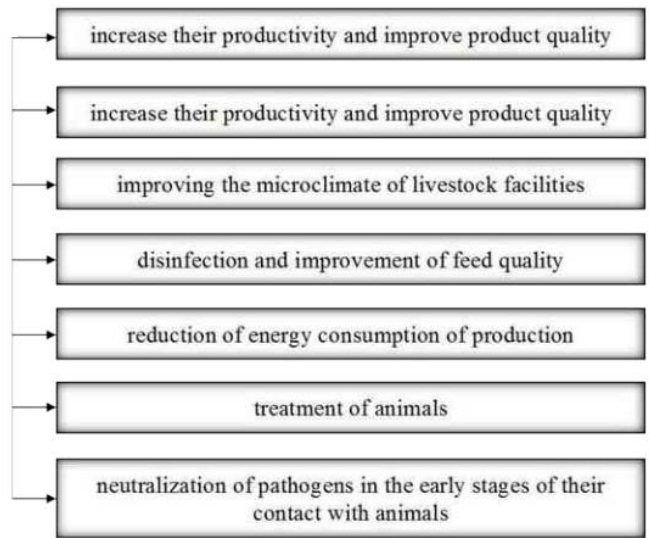 increase their productivity and improve product quality
increase their productivity and improve product quality
improving the microclimate of livestock facilities
disinfection and improvement of feed quality
reduction of energy consumption of production
treatment of animals
neutralization of pathogens in the early stages of their
contact with animals